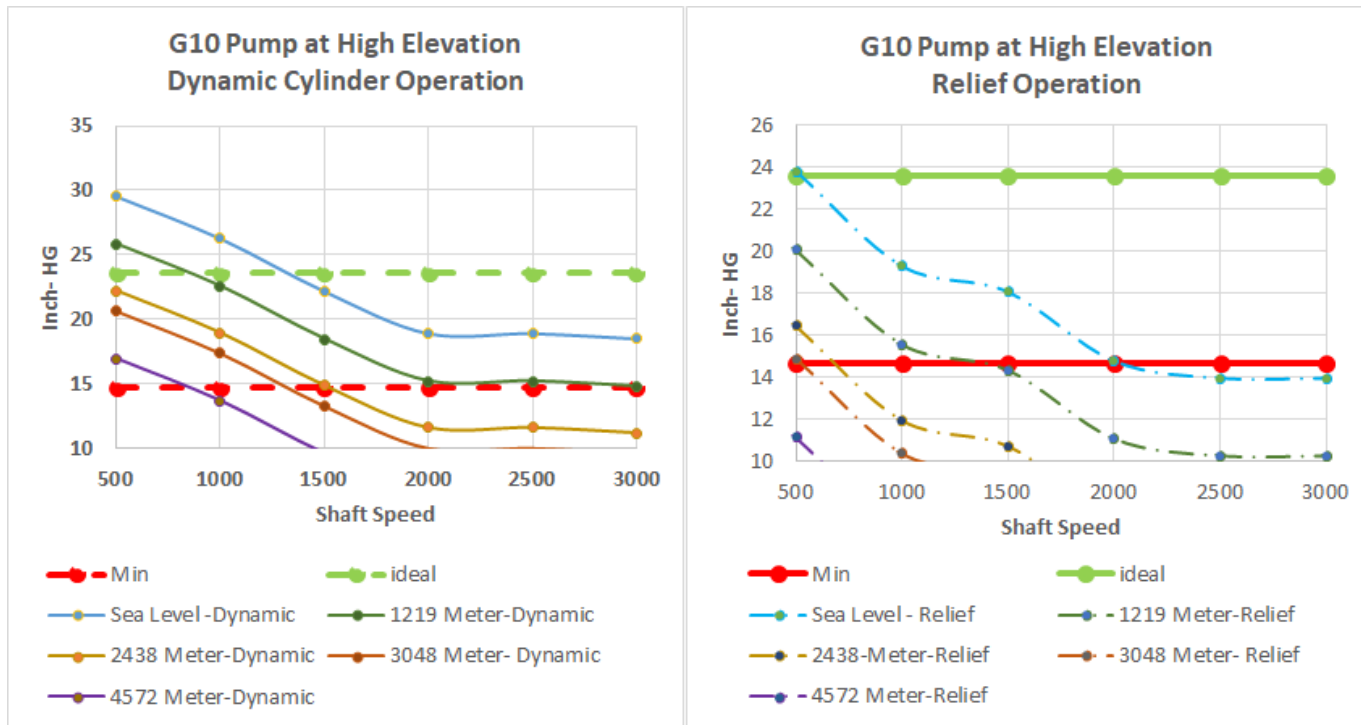 G10 Pump at High Elevation
Dynamic Cylinder Operation
35
30
25
20
15
10
Inch- HG
500 1000 1500 2000 2500 3000
Shaft Speed
Min ideal
Sea Level -Dynamic 1219 Meter-Dynamic
2438 Meter-Dynamic 3048 Meter- Dynamic
4572 Meter-Dynamic
G10 Pump at High Elevation
Relief Operation
26
24
22
20
18
16
14
12
10
Inch- HG
500 1000 1500 2000 2500 3000
Shaft Speed
Min ideal
Sea Level - Relief 1219 Meter-Relief
2438-Meter-Relief 3048 Meter- Relief
4572 Meter-Relief